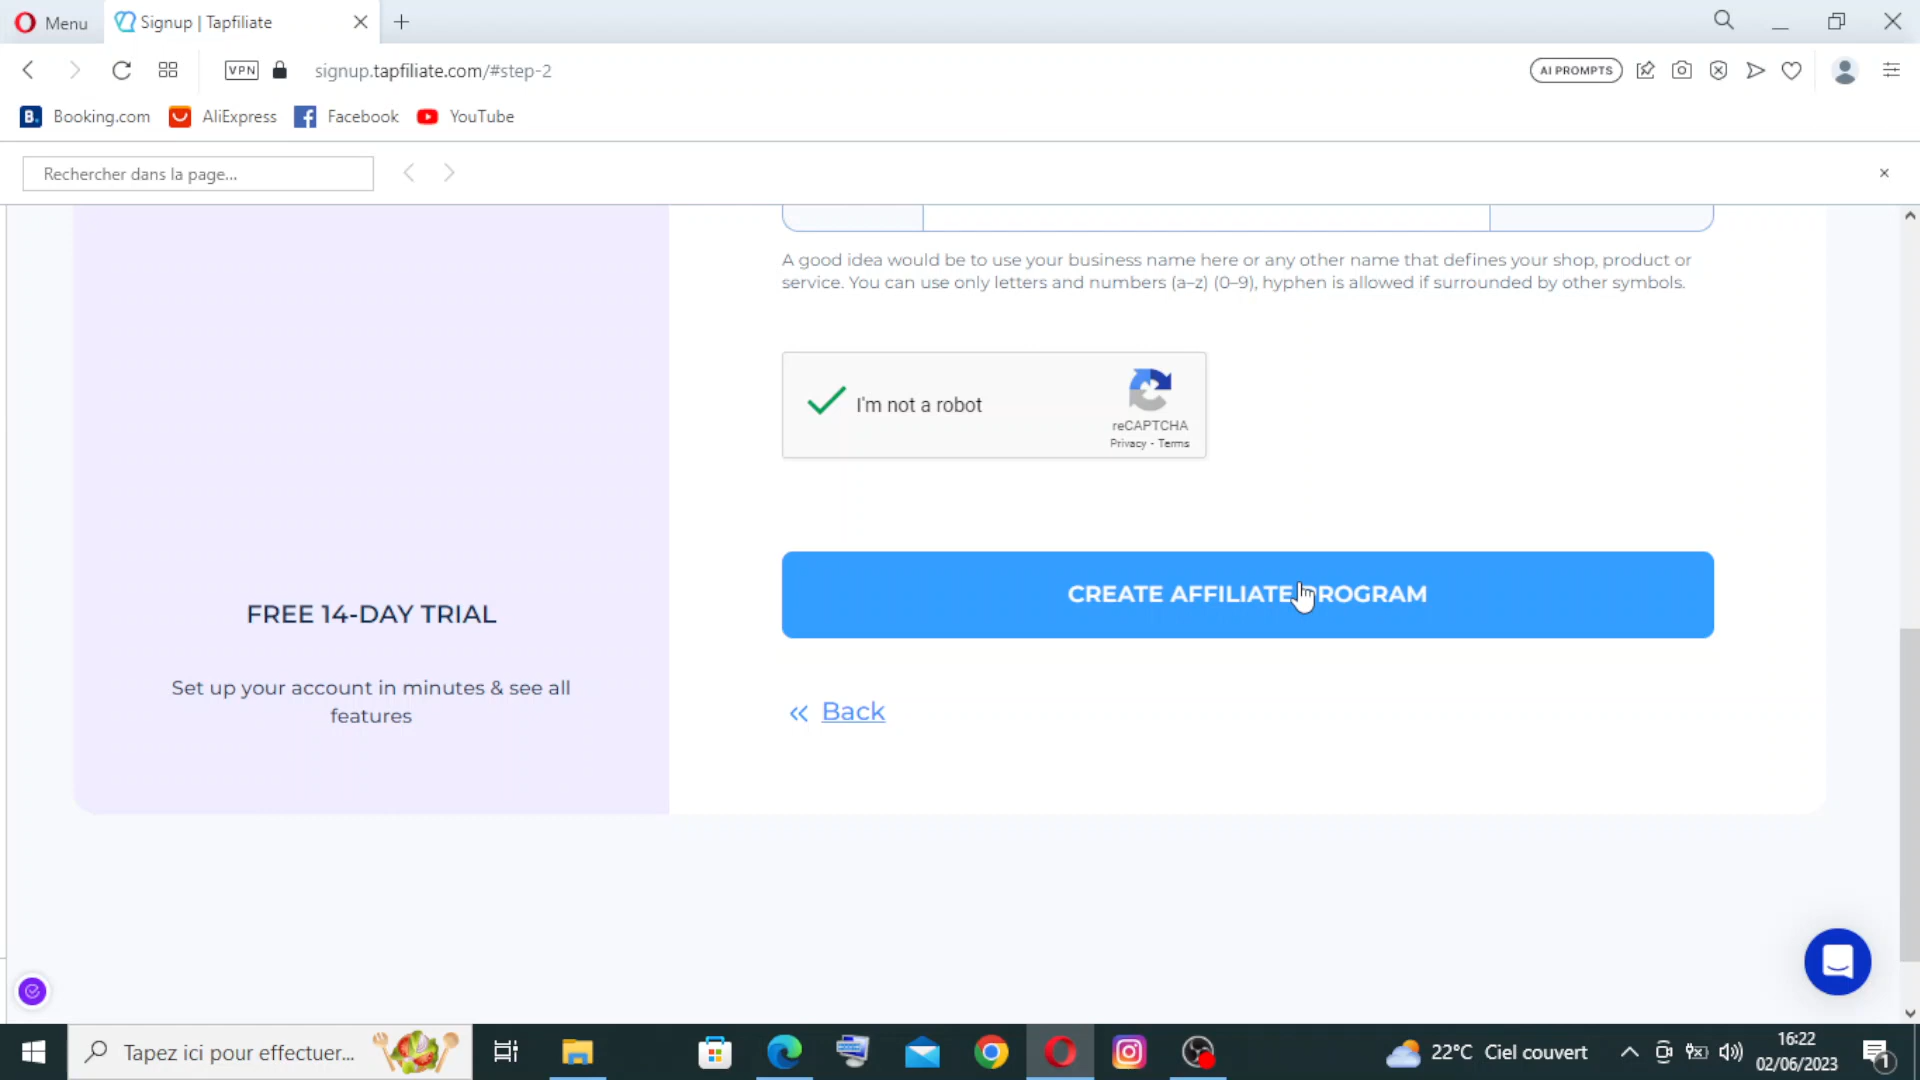 Menu
Signup | Tapfiliate
VPN
signup.tapfiliate.com/#step-2
AI PROMPTS
B. Booking.com
AliExpress
Facebook
YouTube
Rechercher dans la page...
A good idea would be to use your business name here or any other name that defines your shop, product or
service. You can use only letters and numbers (a–z) (0–9), hyphen is allowed if surrounded by other symbols.
I'm not a robot
reCAPTCHA
Privacy - Terms
CREATE AFFILIATE PROGRAM
FREE 14-DAY TRIAL
Set up your account in minutes & see all
features
Back
Tapez ici pour effectuer...
22°C Ciel couvert
16:22
02/06/2023
1